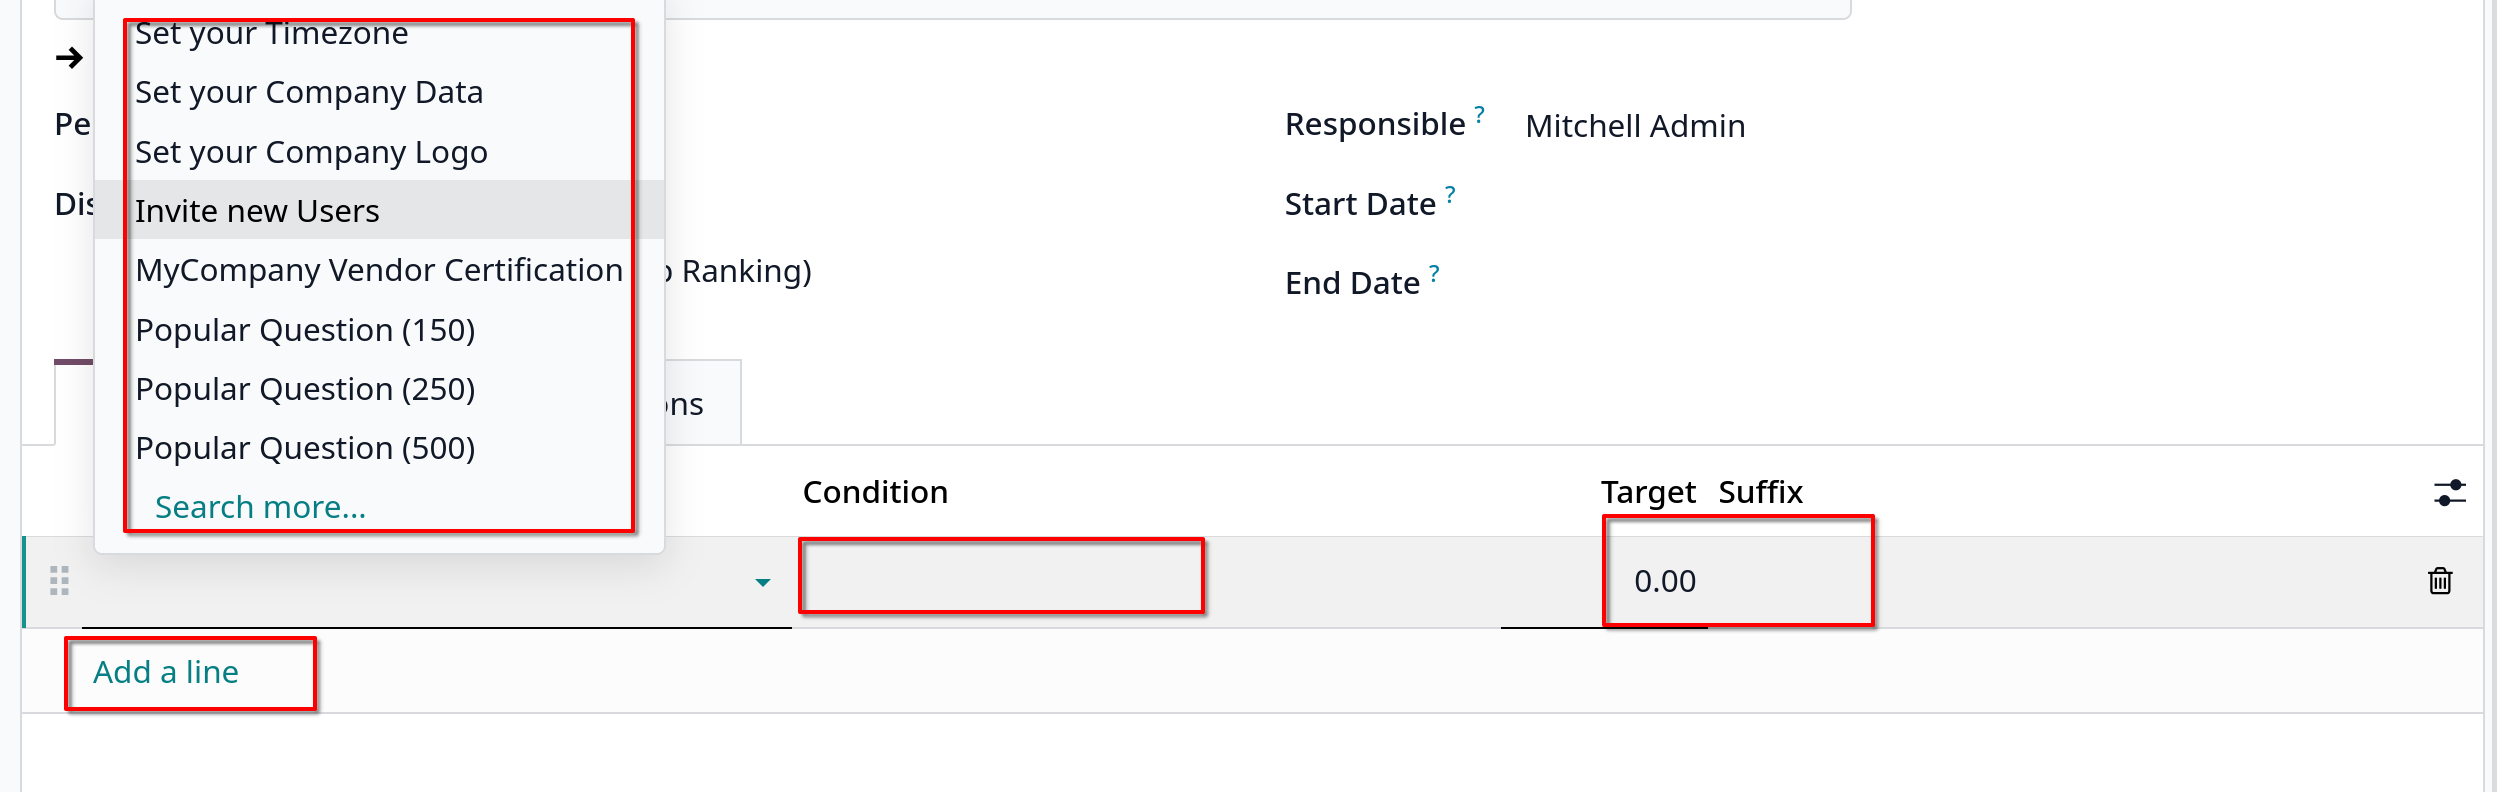 Set your Timezone
Set your Company Data
Set your Company Logo
Invite new Users
MyCompany Vendor Certification
Popular Question (150)
Popular Question (250)
Popular Question (500)
Search more...
Pe
Responsible ? Mitchell Admin
Dis
Start Date ?
Ranking)
End Date ?
ons
Condition Target Suffix
0.00
Add a line